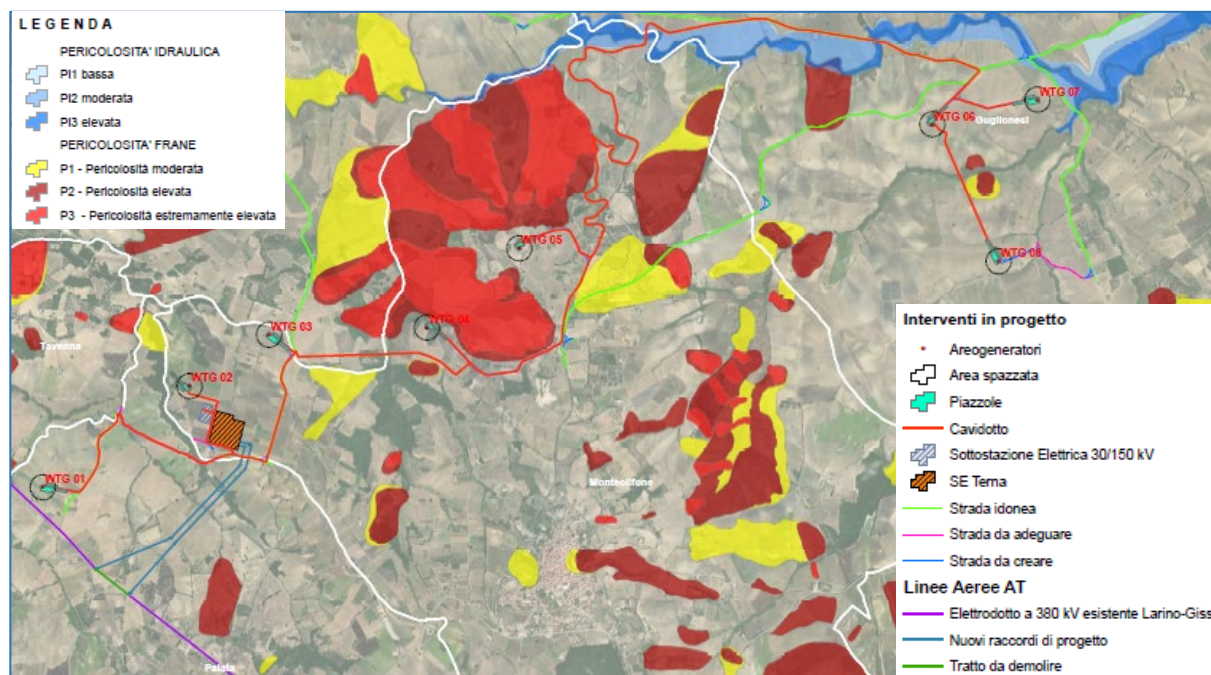 LEGENDA
PERICOLOSITA' IDRAULICA
PI1 bassa
PI2 moderata
PI3 elevata
PERICOLOSITA' FRANE
P1 - Pericolosità moderata
P2 - Pericolosità elevata
P3 - Pericolosità estremamente elevata
WTG 07
WTG 06
Guglionesi
WTG 05
WTG 08
WTG 04
WTG 03
Tavenna
WTG 02
WTG 01
Montecilfone
Palata
Interventi in progetto
Areogeneratori
Area spazzata
Piazzole
Cavidotto
Sottostazione Elettrica 30/150 kV
SE Terna
Strada idonea
Strada da adeguare
Strada da creare
Linee Aeree AT
Elettrodotto a 380 kV esistente Larino-Giss
Nuovi raccordi di progetto
Tratto da demolire